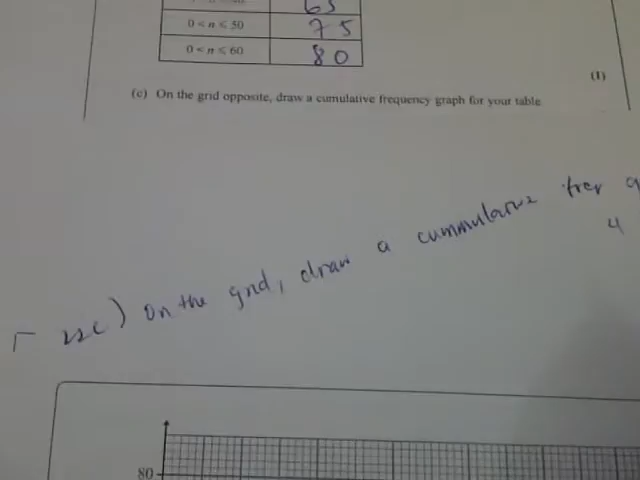 65
0 < n ≤ 50 75
0 < n ≤ 60 80
(1)
(c) On the grid opposite, draw a cumulative frequency graph for your table
22c) On the grid, draw a cummulative
4
80